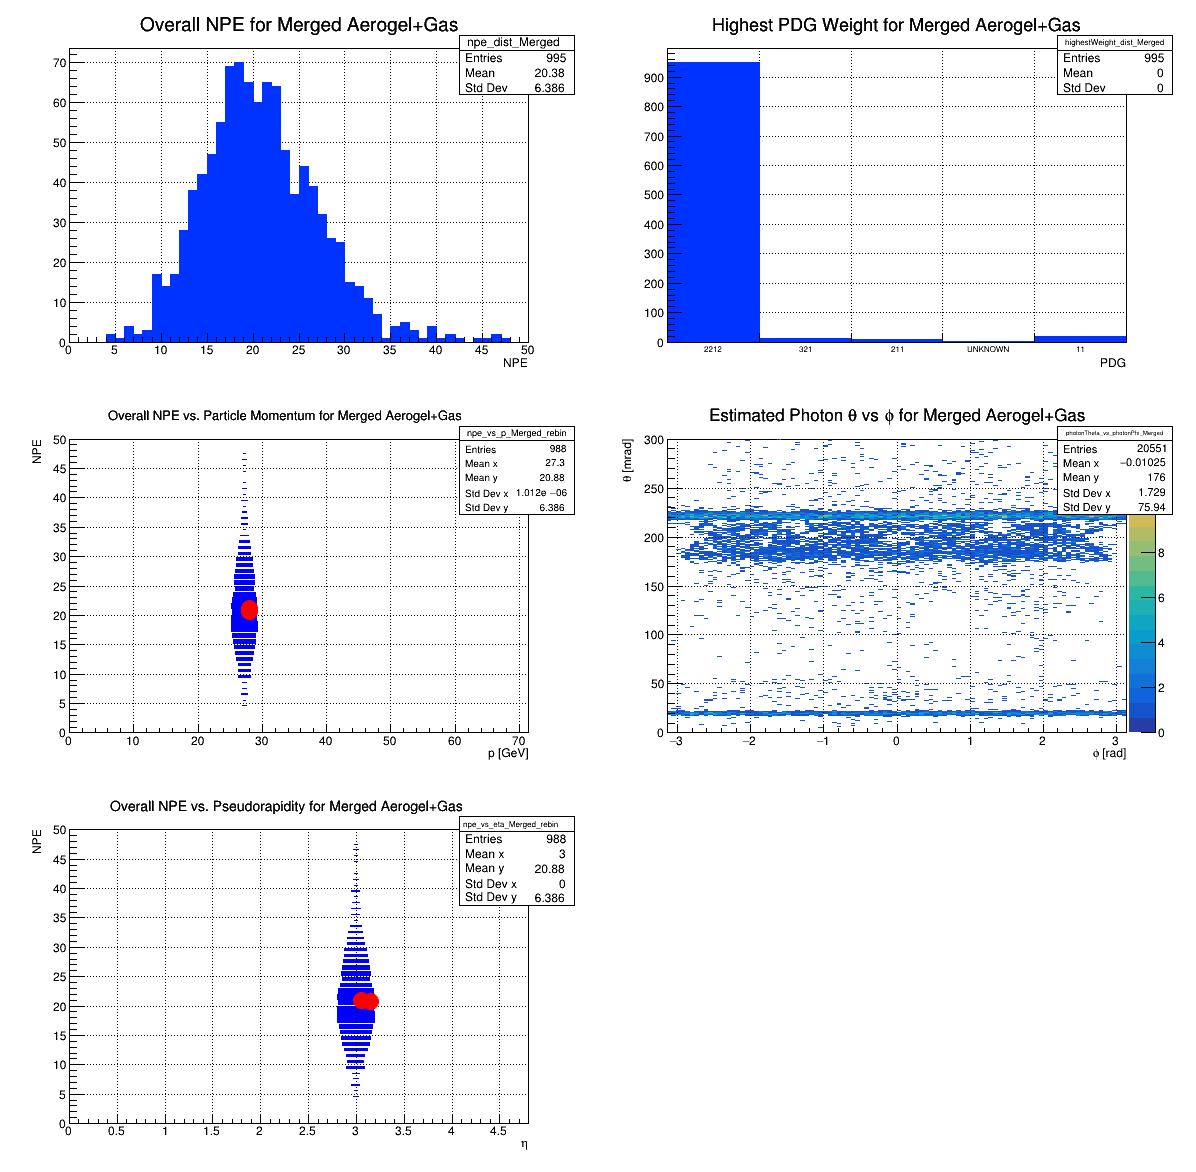 Overall NPE for Merged Aerogel+Gas
npe_dist_Merged
Entries 995
Mean 20.38
Std Dev 6.386
70
60
50
40
30
20
10
0
0 5 10 15 20 25 30 35 40 45 50
NPE
Highest PDG Weight for Merged Aerogel+Gas
highestWeight_dist_Merged
Entries 995
Mean 0
Std Dev 0
900
800
700
600
500
400
300
200
100
0
2212 321 211 UNKNOWN 11
PDG
Overall NPE vs. Particle Momentum for Merged Aerogel+Gas
npe_vs_p_Merged_rebin
Entries 988
Mean x 27.3
Mean y 20.88
Std Dev x 1.012e −06
Std Dev y 6.386
NPE
50
45
40
35
30
25
20
15
10
5
0
0 10 20 30 40 50 60 70
p [GeV]
Estimated Photon θ vs ϕ for Merged Aerogel+Gas
photonTheta_vs_photonPhi_Merged
Entries 20551
Mean x −0.01025
Mean y 176
Std Dev x 1.729
Std Dev y 75.94
θ [mrad]
300
250
200
150
100
50
0
−3 −2 −1 0 1 2 3
ϕ [rad]
8
6
4
2
0
Overall NPE vs. Pseudorapidity for Merged Aerogel+Gas
npe_vs_eta_Merged_rebin
Entries 988
Mean x 3
Mean y 20.88
Std Dev x 0
Std Dev y 6.386
NPE
50
45
40
35
30
25
20
15
10
5
0
0 0.5 1 1.5 2 2.5 3 3.5 4 4.5
η